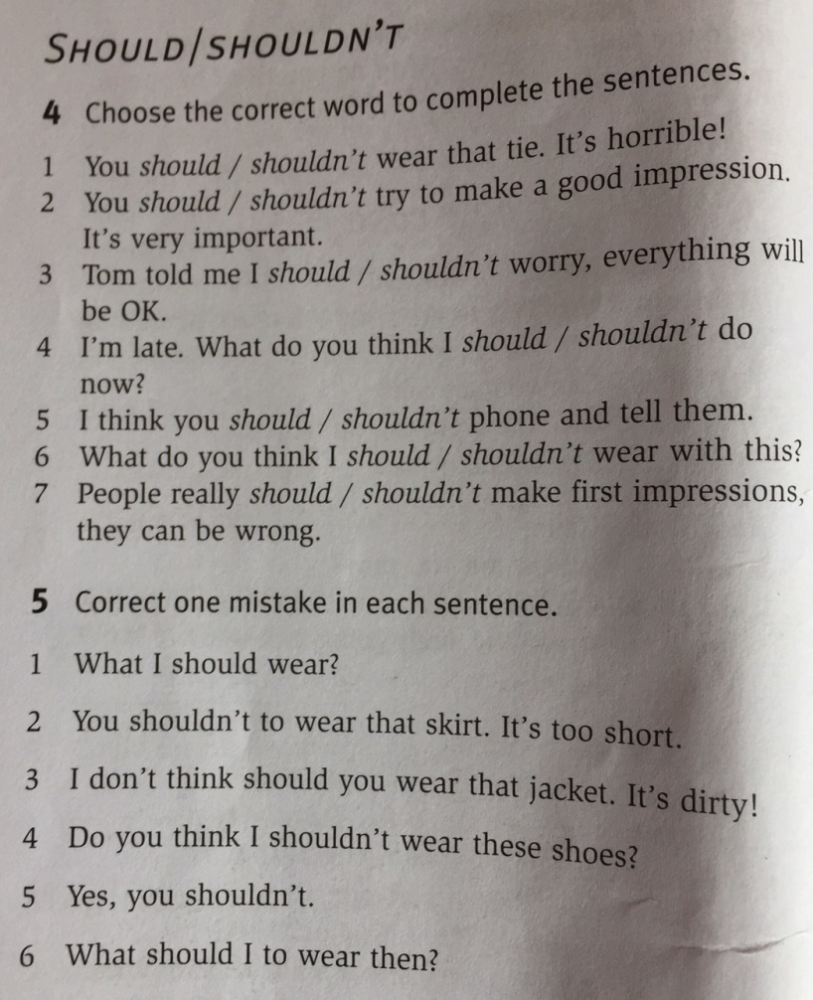 SHOULD/SHOULDN'T
4 Choose the correct word to complete the sentences.
1 You should / shouldn't wear that tie. It's horrible!
2 You should / shouldn't try to make a good impression.
It's very important.
3 Tom told me I should / shouldn't worry, everything will
be OK.
4 I'm late. What do you think I should / shouldn't do
now?
5 I think you should / shouldn't phone and tell them.
6 What do you think I should / shouldn't wear with this?
7 People really should / shouldn't make first impressions,
they can be wrong.
5 Correct one mistake in each sentence.
1 What I should wear?
2 You shouldn't to wear that skirt. It's too short.
3 I don't think should you wear that jacket. It's dirty!
4 Do you think I shouldn't wear these shoes?
5 Yes, you shouldn't.
6 What should I to wear then?